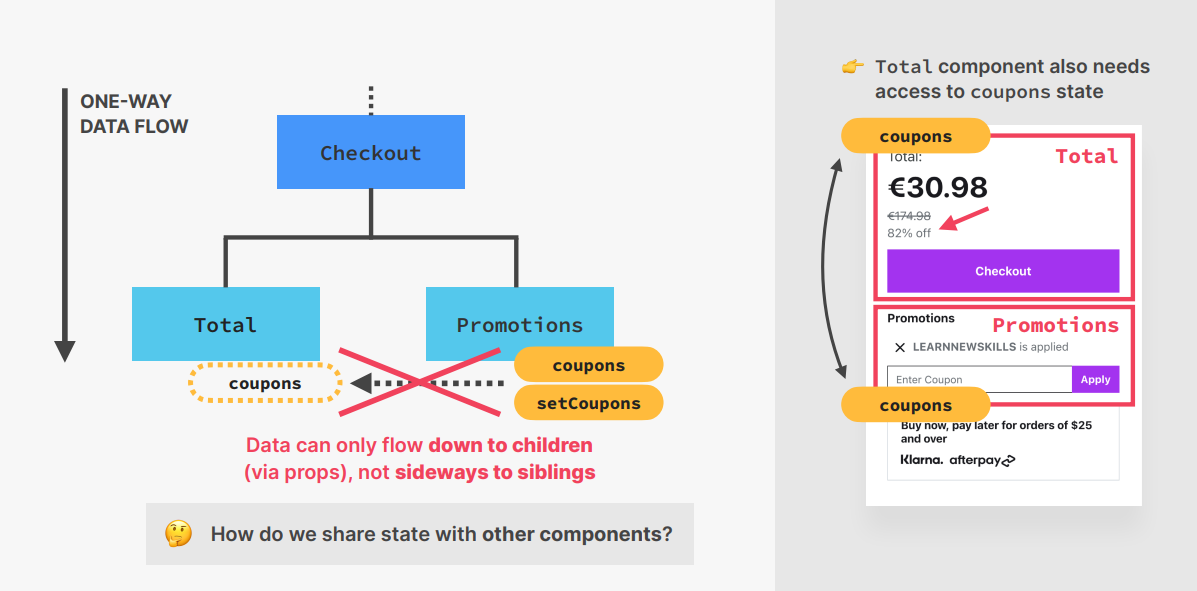 ONE-WAY
DATA FLOW
Checkout
Total
Promotions
coupons
coupons
setCoupons
Data can only flow down to children
(via props), not sideways to siblings
How do we share state with other components?
Total component also needs
access to coupons state
coupons
Total:
Total
€30.98
€174.98
82% off
Checkout
Promotions
Promotions
LEARNNEWSKILLS is applied
Enter Coupon
Apply
coupons
Buy now, pay later for orders of $25
and over
Klarna. afterpay